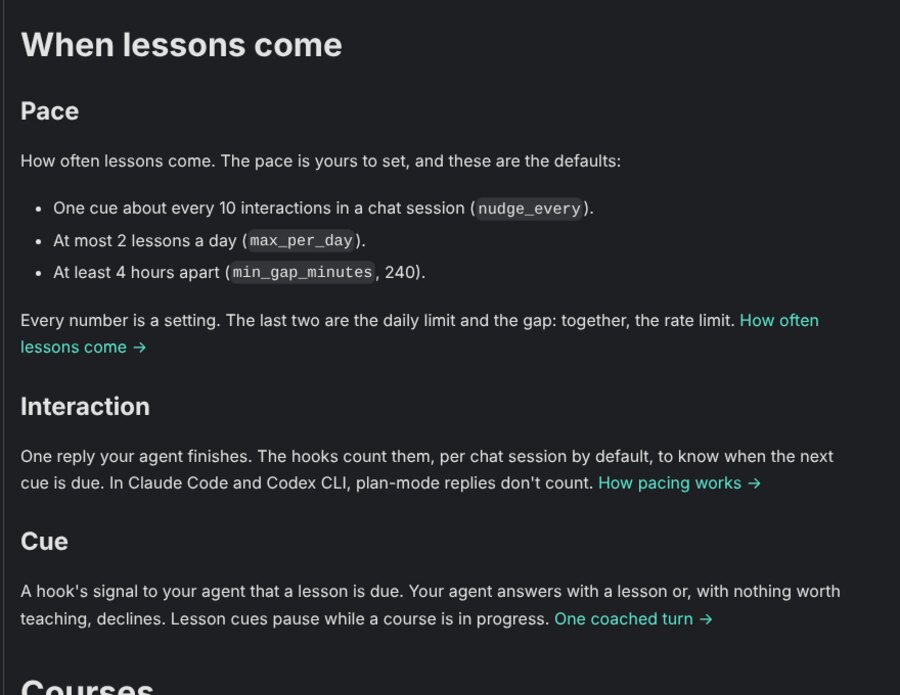 When lessons come
Pace
How often lessons come. The pace is yours to set, and these are the defaults:
• One cue about every 10 interactions in a chat session (nudge_every).
• At most 2 lessons a day (max_per_day).
• At least 4 hours apart (min_gap_minutes, 240).
Every number is a setting. The last two are the daily limit and the gap: together, the rate limit. How often
lessons come →
Interaction
One reply your agent finishes. The hooks count them, per chat session by default, to know when the next
cue is due. In Claude Code and Codex CLI, plan-mode replies don't count. How pacing works →
Cue
A hook's signal to your agent that a lesson is due. Your agent answers with a lesson or, with nothing worth
teaching, declines. Lesson cues pause while a course is in progress. One coached turn →
Courses